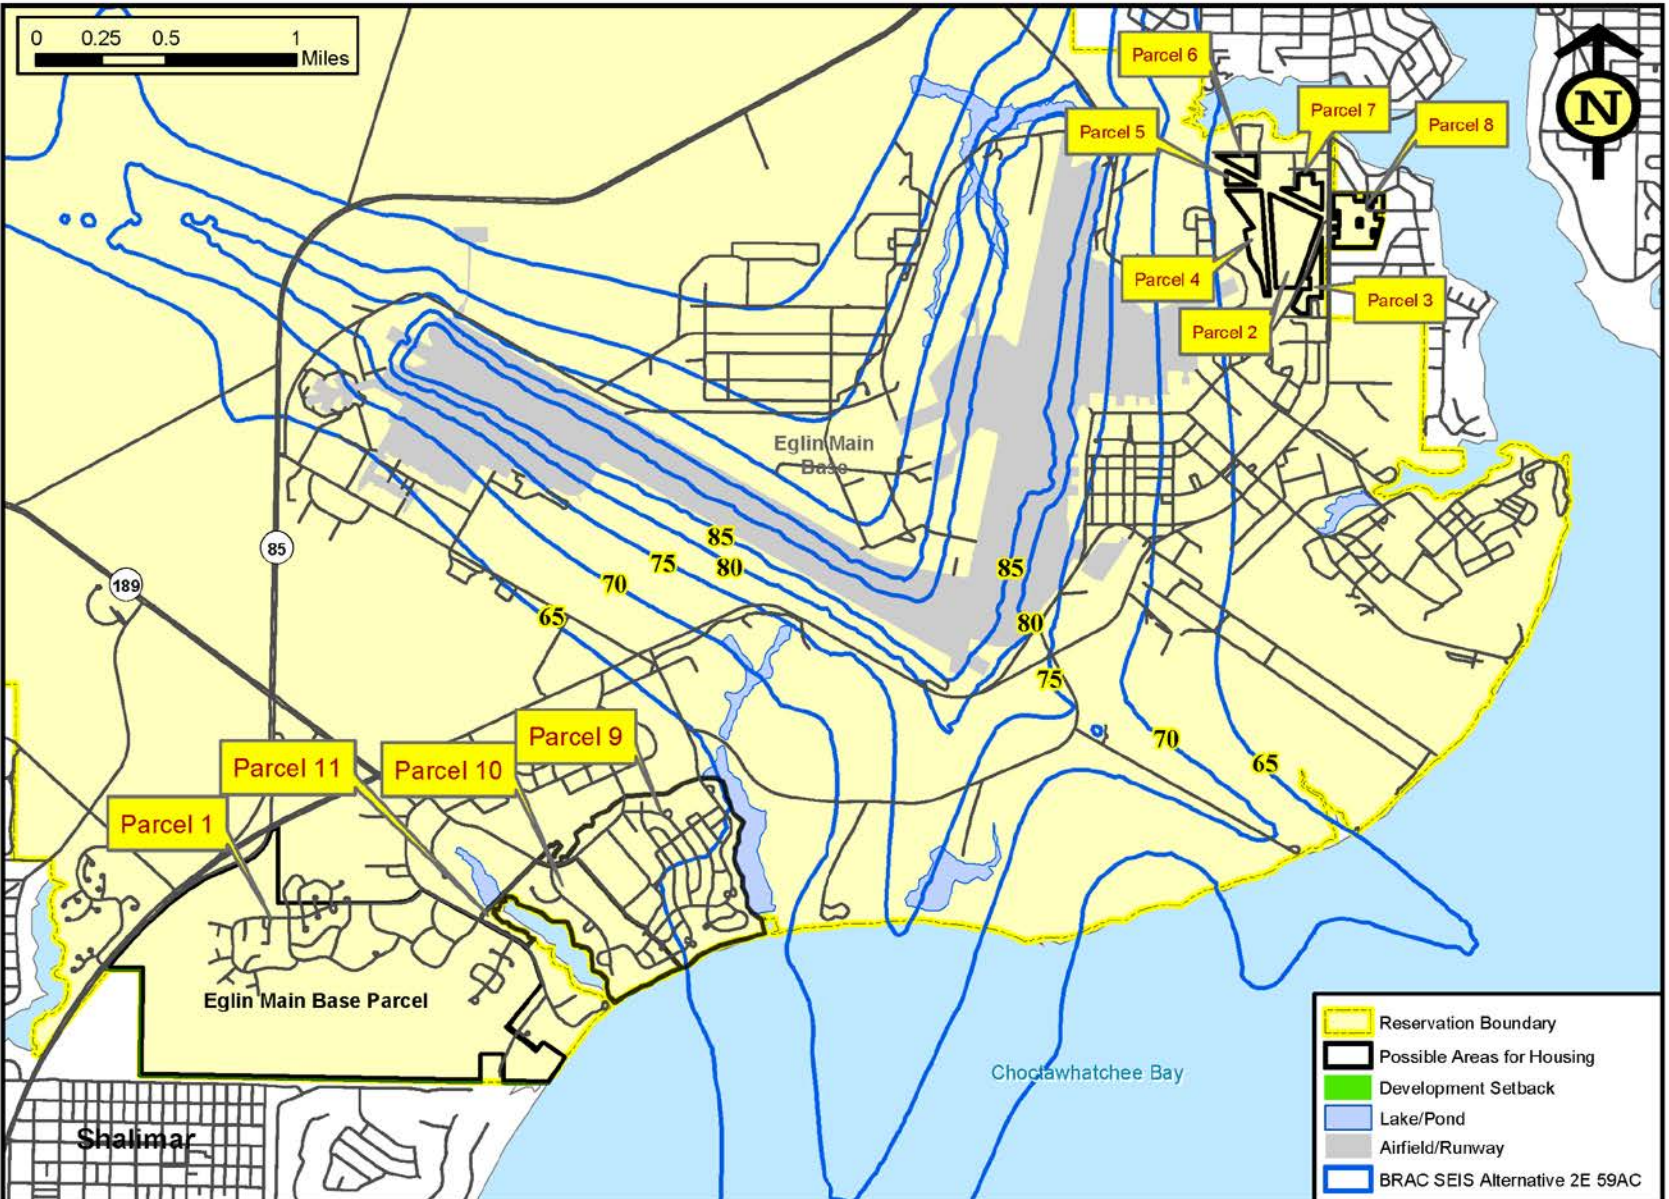 0 0.25 0.5 1
Miles
N
Parcel 6
Parcel 7
Parcel 5
Parcel 8
Parcel 4
Parcel 3
Parcel 2
Eglin Main
Base
85
189
85
75
80
70
65
85
80
75
70
65
Parcel 9
Parcel 11
Parcel 10
Parcel 1
Eglin Main Base Parcel
Choctawhatchee Bay
Shalimar
Reservation Boundary
Possible Areas for Housing
Development Setback
Lake/Pond
Airfield/Runway
BRAC SEIS Alternative 2E 59AC